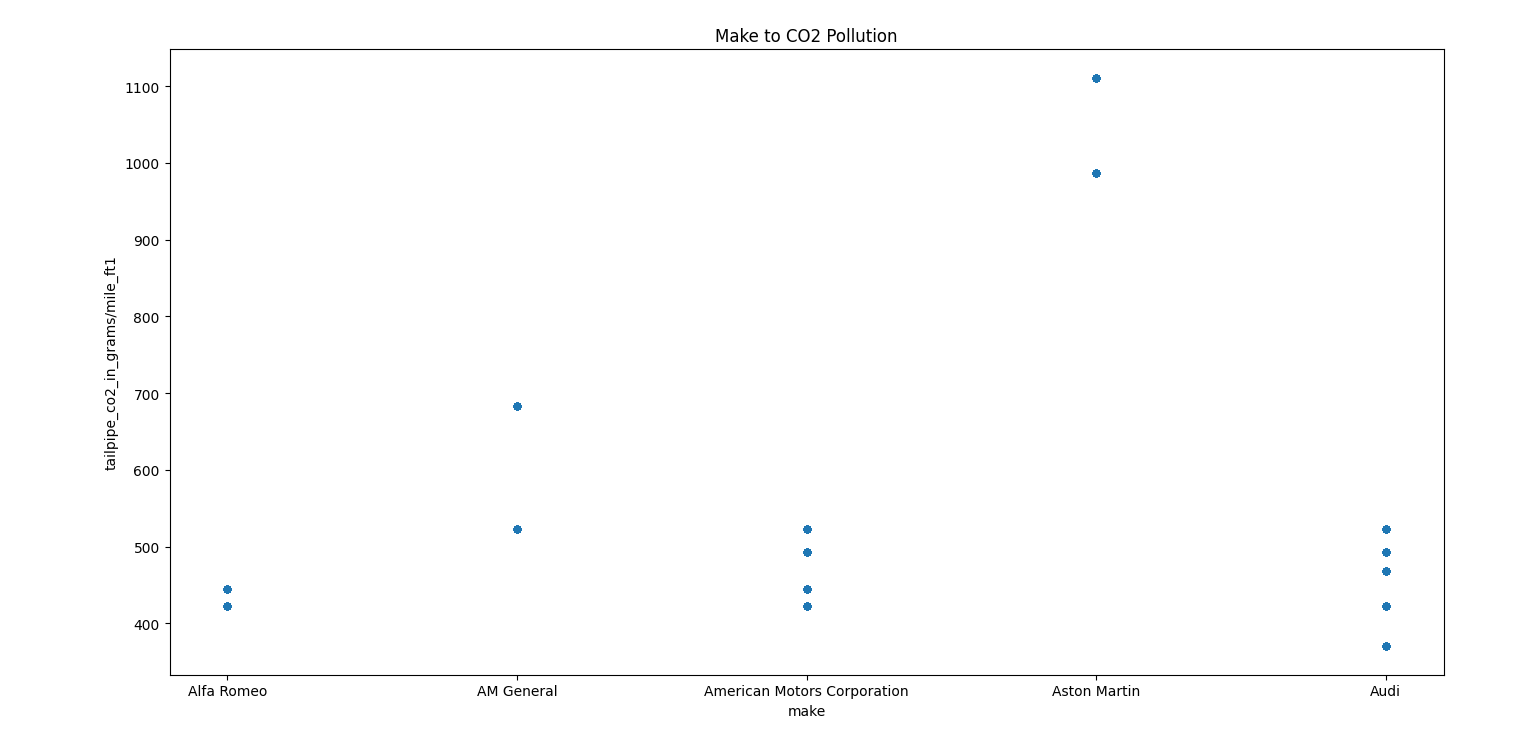 Make to CO2 Pollution
tailpipe_co2_in_grams/mile_ft1
1100
1000
900
800
700
600
500
400
Alfa Romeo AM General American Motors Corporation Aston Martin Audi
make